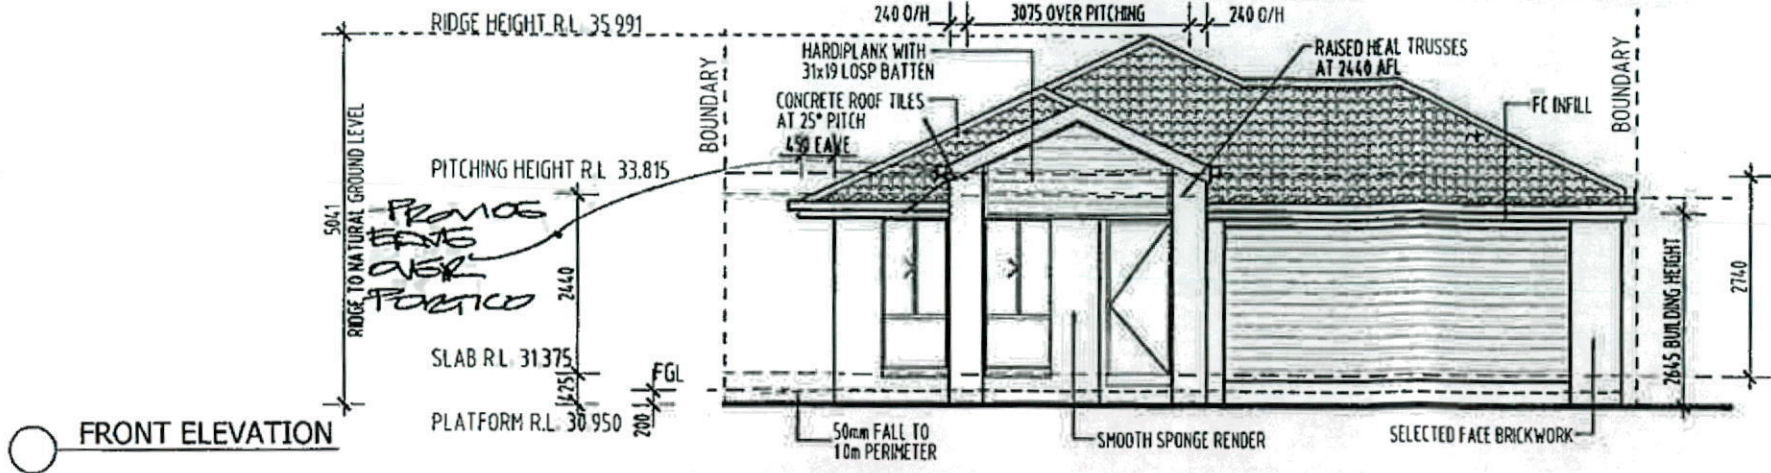 240 O/H
3075 OVER PITCHING
240 O/H
RIDGE HEIGHT R.L. 35 991
HARDIPLANK WITH
31x19 LOSP BATTEN
RAISED HEAL TRUSSES
AT 2440 AFL
BOUNDARY
CONCRETE ROOF TILES
AT 25° PITCH
450 EAVE
FC INFILL
BOUNDARY
PITCHING HEIGHT R.L 33.815
5041
RIDGE TO NATURAL GROUND LEVEL
PROVIDE
EAVE
OVER
PORTICO
2440
2740
2645 BUILDING HEIGHT
SLAB R.L. 31.375
425
FGL
PLATFORM R.L. 30.950
200
FRONT ELEVATION
50mm FALL TO
1 0m PERIMETER
SMOOTH SPONGE RENDER
SELECTED FACE BRICKWORK